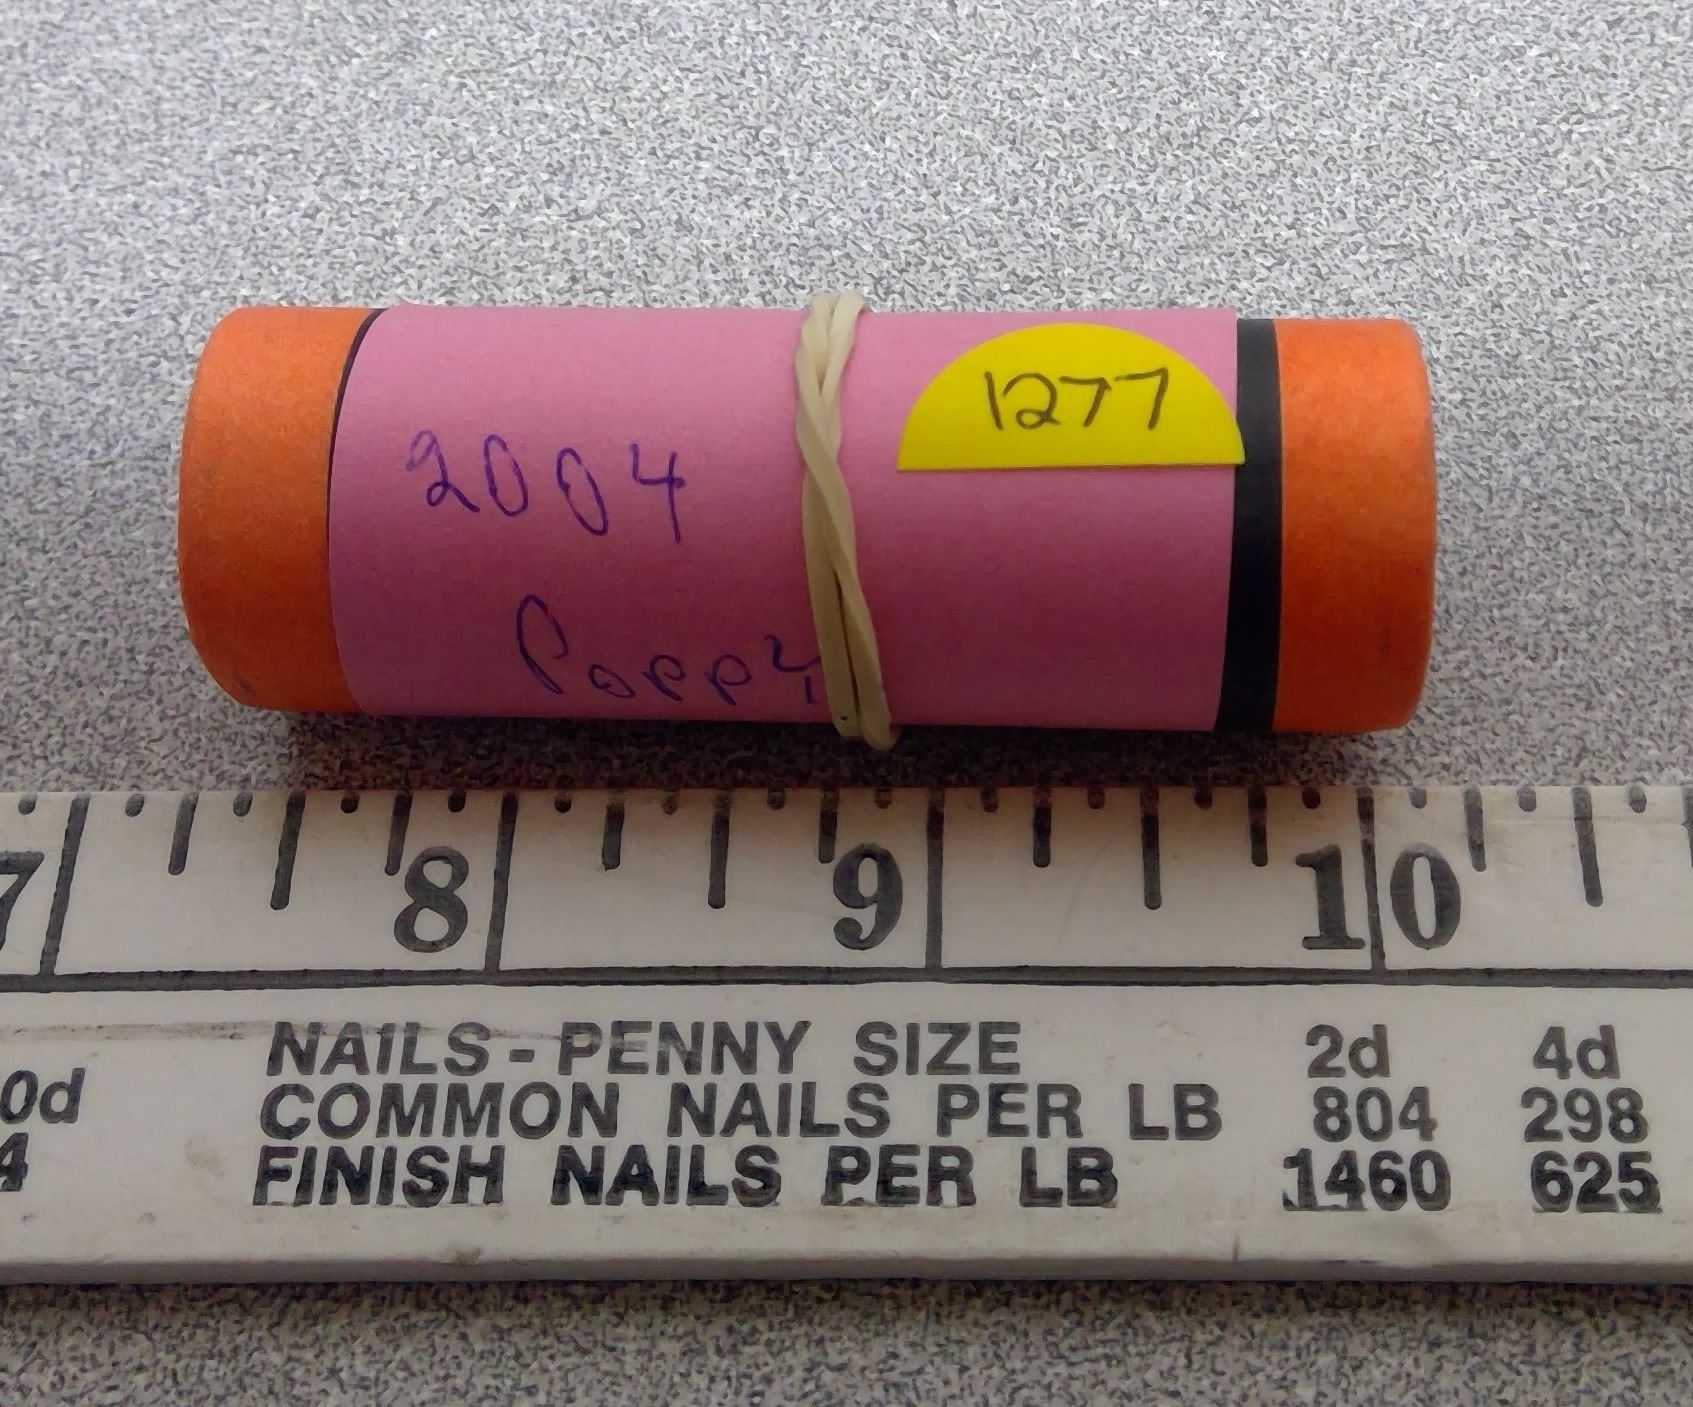 2004
Poppy
1277
7 8 9 10
NAILS - PENNY SIZE 2d 4d
0d COMMON NAILS PER LB 804 298
4 FINISH NAILS PER LB 1460 625